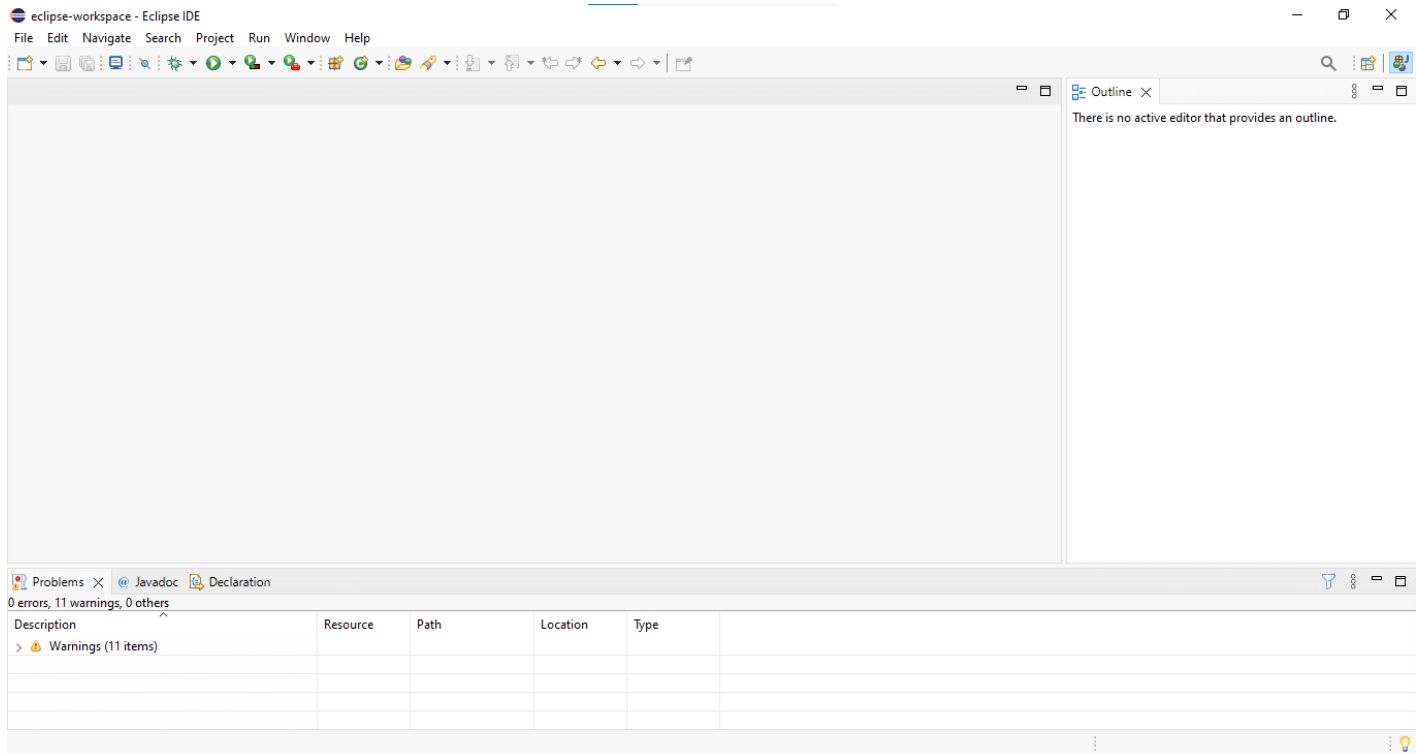 eclipse-workspace - Eclipse IDE
File Edit Navigate Search Project Run Window Help
Outline
There is no active editor that provides an outline.
Problems @ Javadoc Declaration
0 errors, 11 warnings, 0 others
Description Resource Path Location Type
Warnings (11 items)